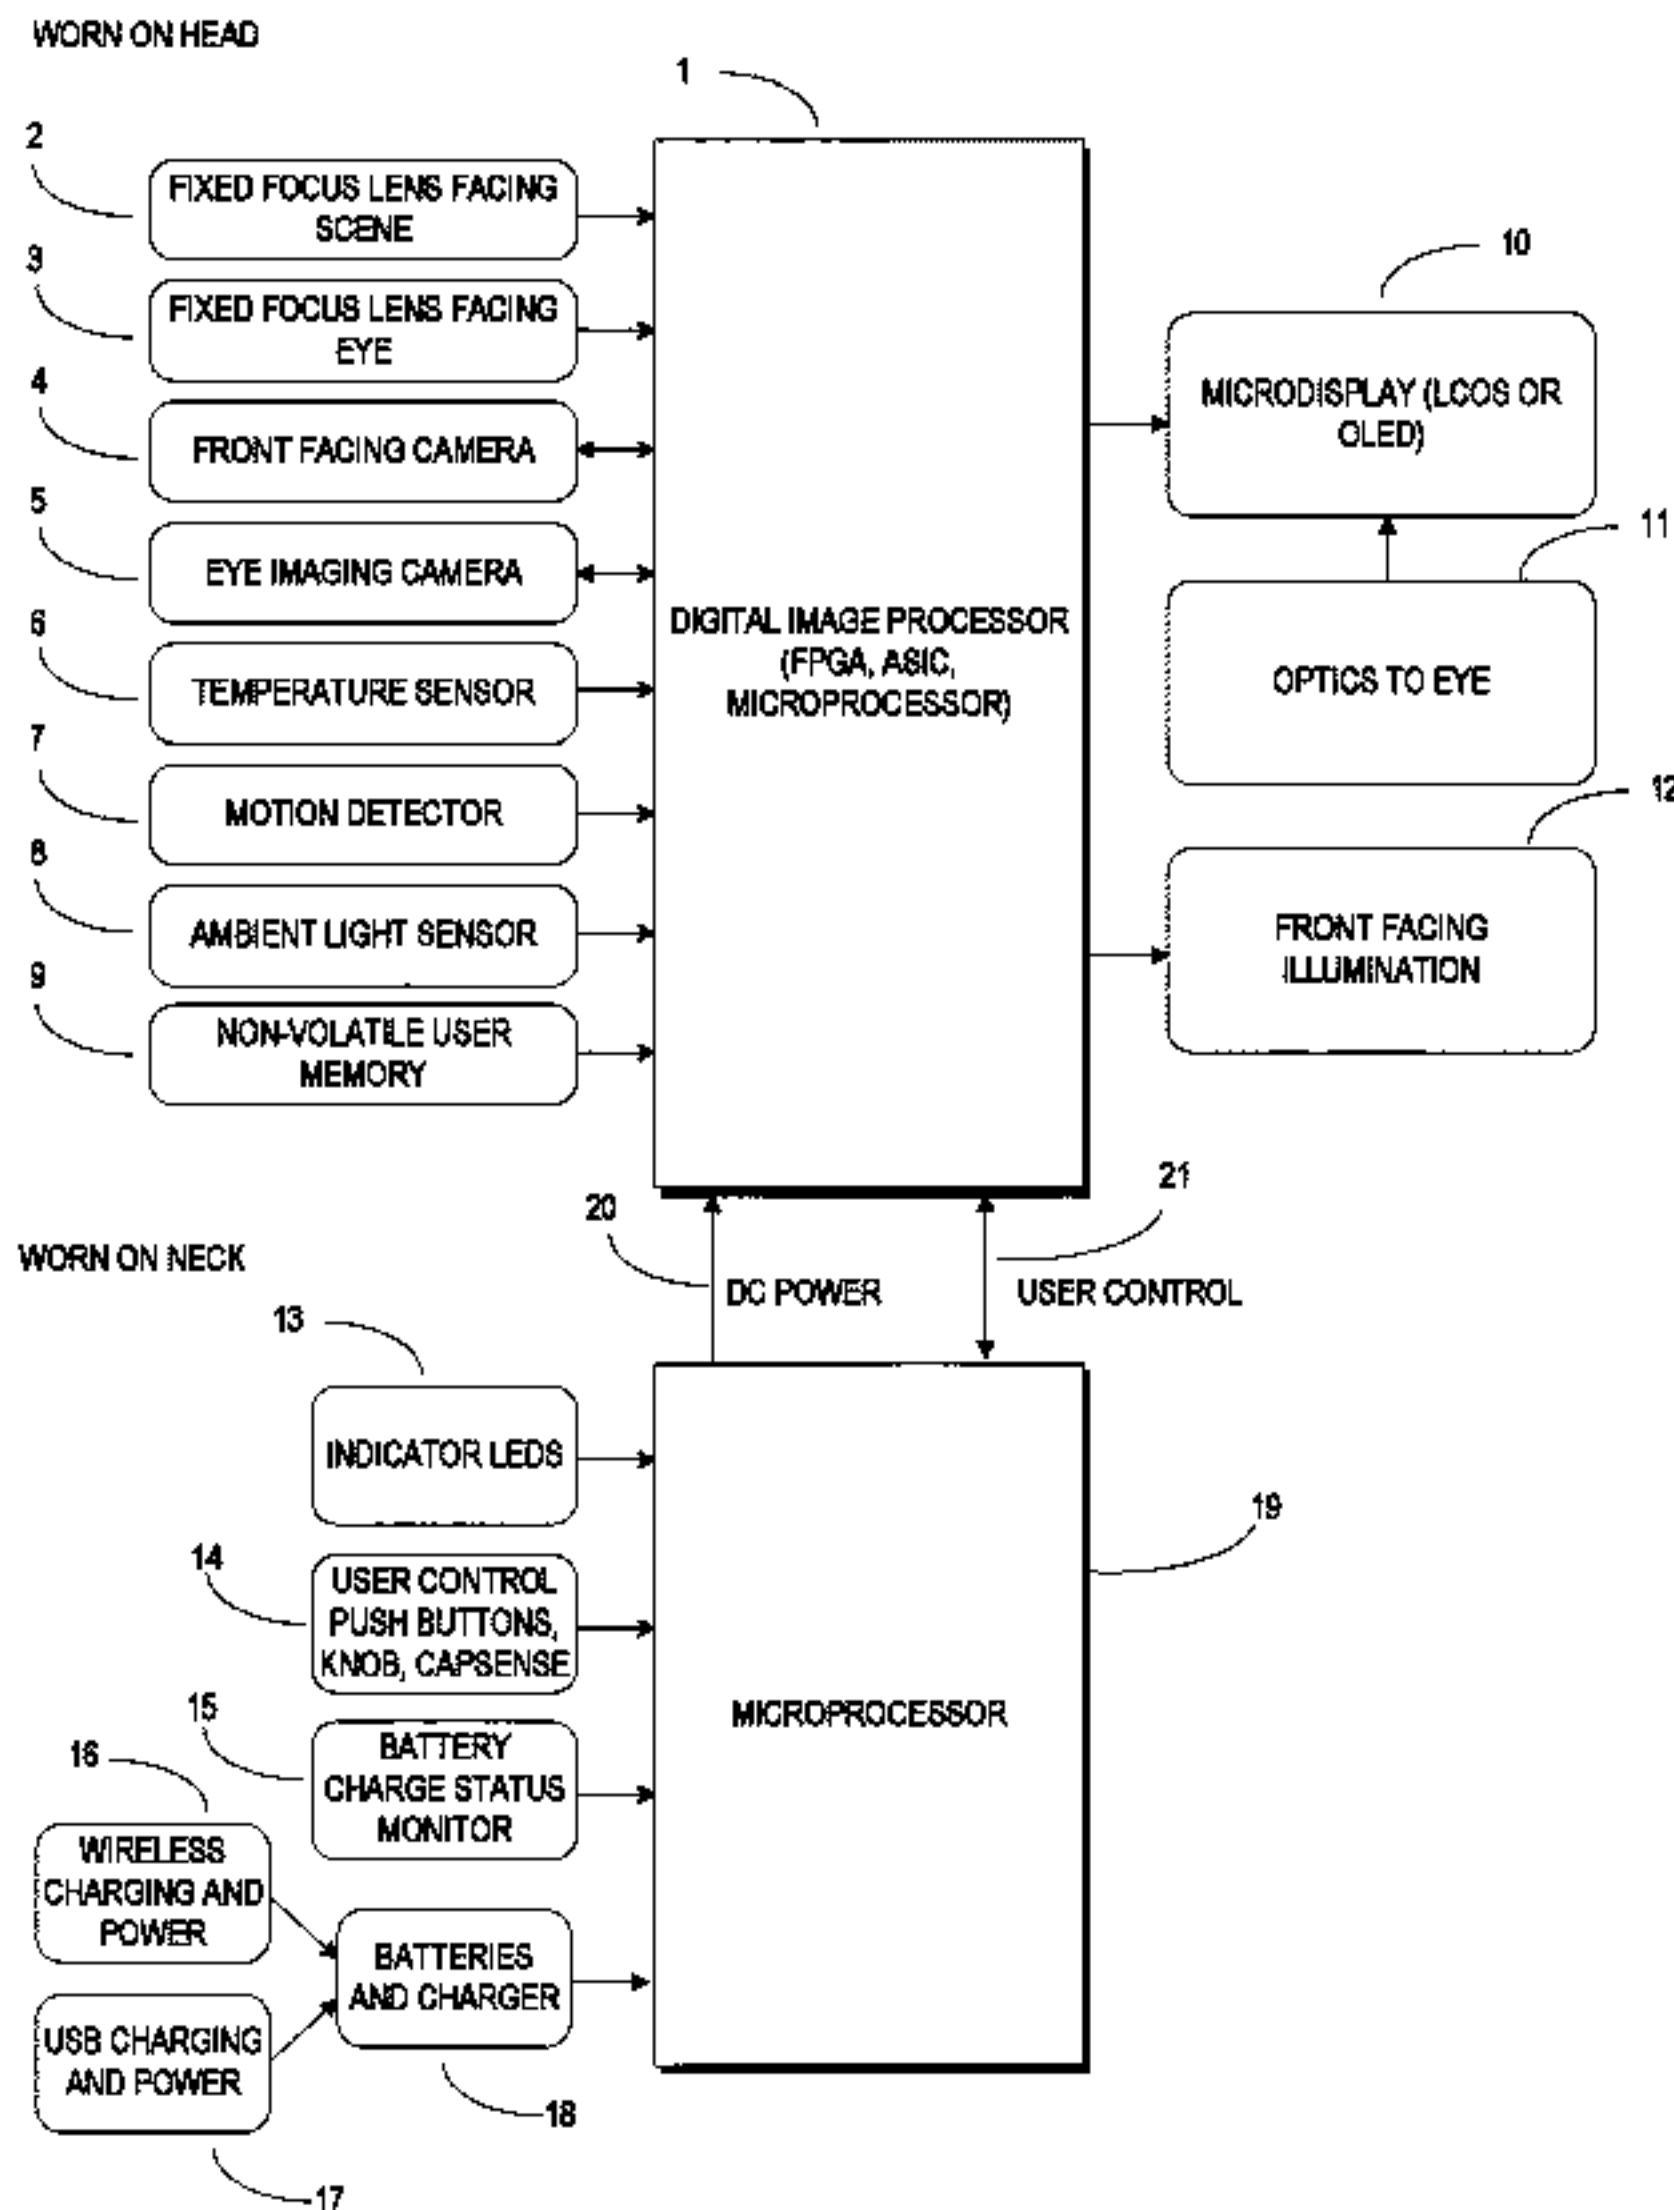 WORN ON HEAD
1
2
FIXED FOCUS LENS FACING
SCENE
3
FIXED FOCUS LENS FACING
EYE
4
FRONT FACING CAMERA
5
EYE IMAGING CAMERA
6
TEMPERATURE SENSOR
7
MOTION DETECTOR
8
AMBIENT LIGHT SENSOR
9
NON-VOLATILE USER
MEMORY
DIGITAL IMAGE PROCESSOR
(FPGA, ASIC,
MICROPROCESSOR)
10
MICRODISPLAY (LCOS OR
OLED)
11
OPTICS TO EYE
12
FRONT FACING
ILLUMINATION
20
DC POWER
21
USER CONTROL
WORN ON NECK
13
INDICATOR LEDS
14
USER CONTROL
PUSH BUTTONS,
KNOB, CAPSENSE
15
BATTERY
CHARGE STATUS
MONITOR
16
WIRELESS
CHARGING AND
POWER
BATTERIES
AND CHARGER
18
USB CHARGING
AND POWER
17
MICROPROCESSOR
19